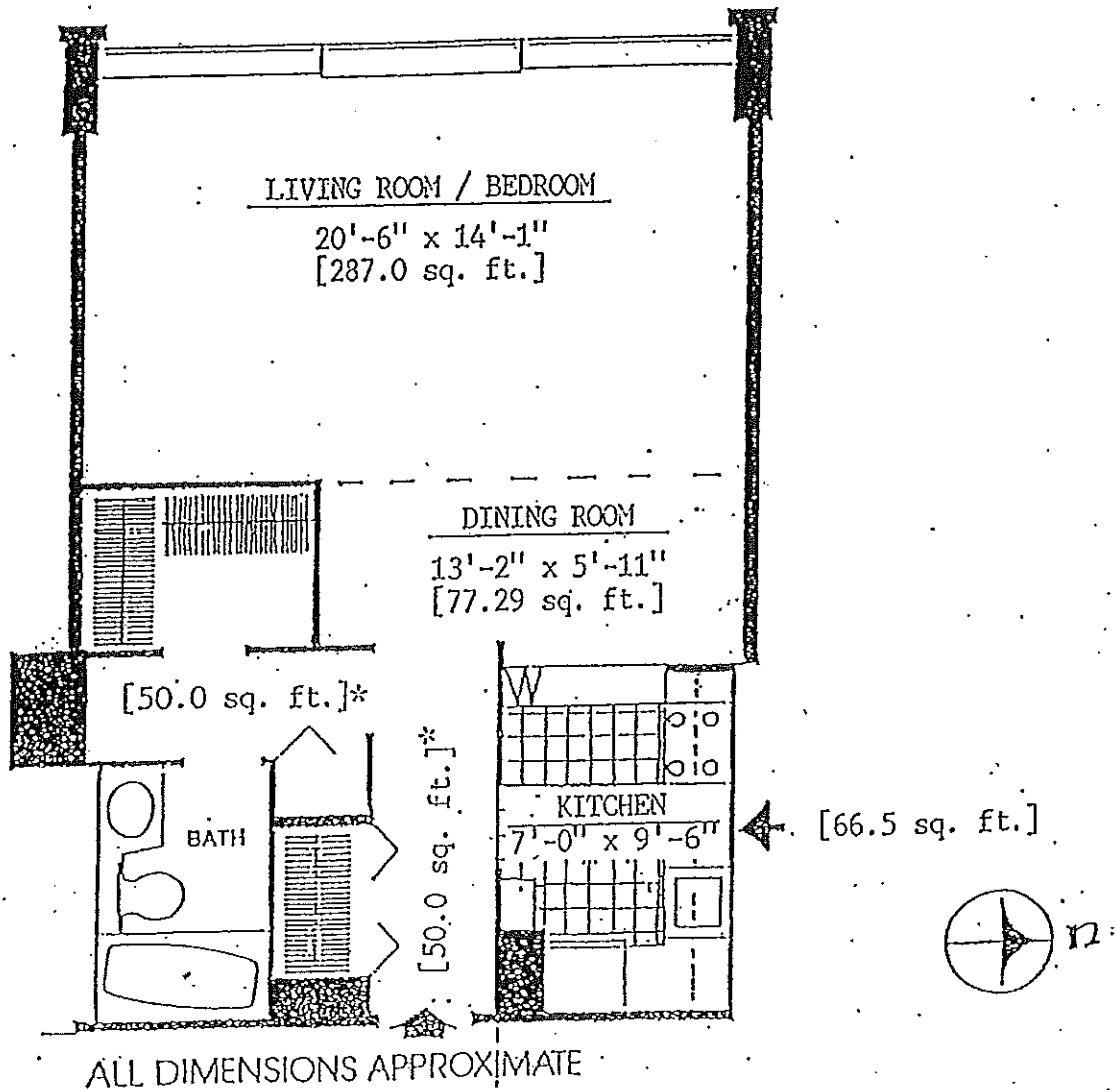 LIVING ROOM / BEDROOM
20'-6" x 14'-1"
[287.0 sq. ft.]
DINING ROOM
13'-2" x 5'-11"
[77.29 sq. ft.]
[50.0 sq. ft.]*
[50.0 sq. ft.]*
KITCHEN
7'-0" x 9'-6"
[66.5 sq. ft.]
BATH
n
ALL DIMENSIONS APPROXIMATE